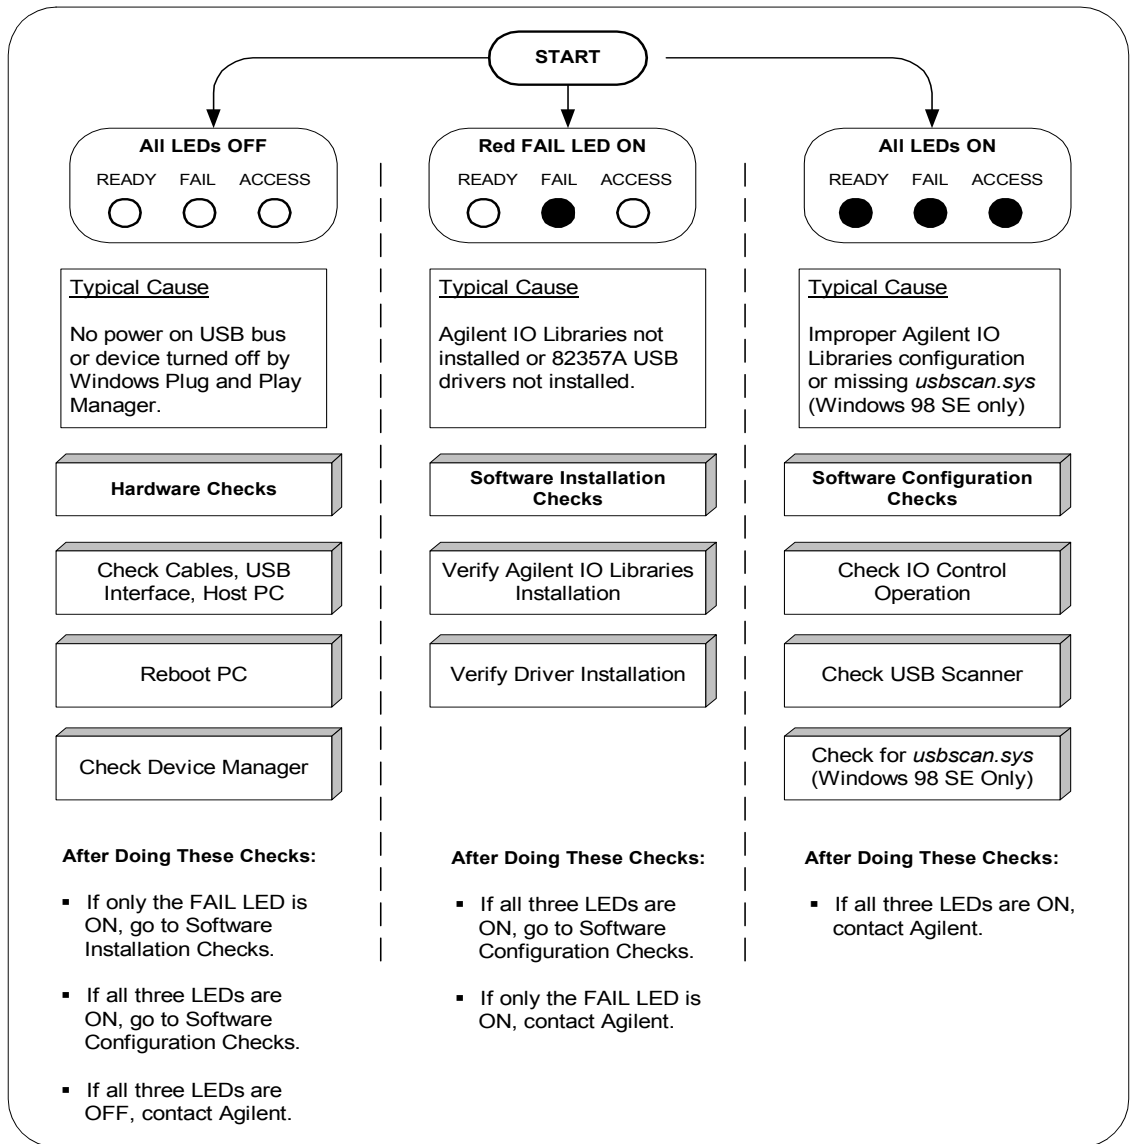 START
All LEDs OFF
READY FAIL ACCESS
Typical Cause
No power on USB bus
or device turned off by
Windows Plug and Play
Manager.
Hardware Checks
Check Cables, USB
Interface, Host PC
Reboot PC
Check Device Manager
After Doing These Checks:
▪ If only the FAIL LED is
ON, go to Software
Installation Checks.
▪ If all three LEDs are
ON, go to Software
Configuration Checks.
▪ If all three LEDs are
OFF, contact Agilent.
Red FAIL LED ON
READY FAIL ACCESS
Typical Cause
Agilent IO Libraries not
installed or 82357A USB
drivers not installed.
Software Installation
Checks
Verify Agilent IO Libraries
Installation
Verify Driver Installation
After Doing These Checks:
▪ If all three LEDs are
ON, go to Software
Configuration Checks.
▪ If only the FAIL LED is
ON, contact Agilent.
All LEDs ON
READY FAIL ACCESS
Typical Cause
Improper Agilent IO
Libraries configuration
or missing usbscan.sys
(Windows 98 SE only)
Software Configuration
Checks
Check IO Control
Operation
Check USB Scanner
Check for usbscan.sys
(Windows 98 SE Only)
After Doing These Checks:
▪ If all three LEDs are ON,
contact Agilent.